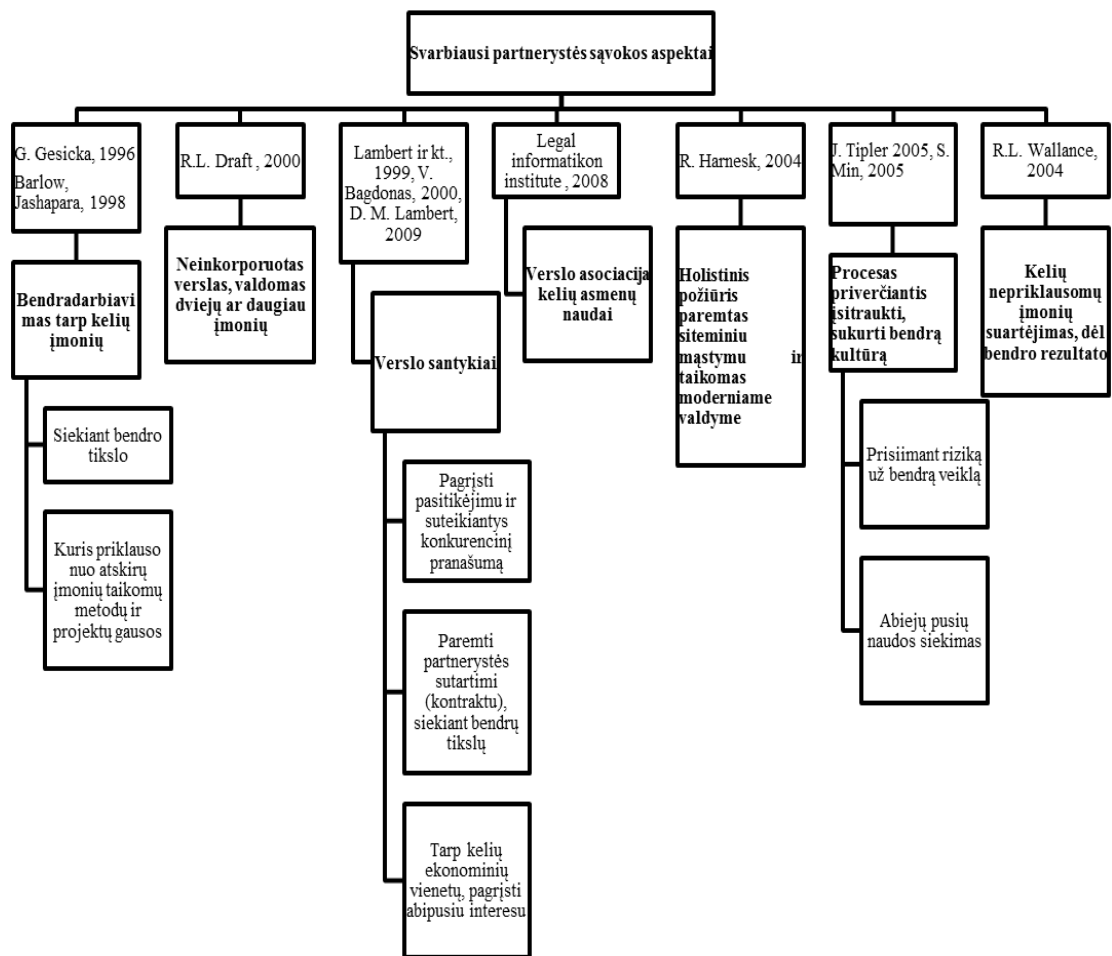 Svarbiausi partnerystės sąvokos aspektai
G. Gesicka, 1996
Barlow,
Jashapara, 1998
Bendradarbiavi
mas tarp kelių
įmonių
Siekiant bendro
tikslo
Kuris priklauso
nuo atskirų
įmonių taikomų
metodų ir
projektų gausos
R.L. Draft , 2000
Neinkorporuotas
verslas, valdomas
dviejų ar daugiau
įmonių
Lambert ir kt.,
1999, V.
Bagdonas, 2000,
D. M. Lambert,
2009
Verslo santykiai
Pagrįsti
pasitikėjimu ir
suteikiantys
konkurencinį
pranašumą
Paremti
partnerystės
sutartimi
(kontraktu),
siekiant bendrų
tikslų
Tarp kelių
ekonominių
vienetų, pagrįsti
abipusiu interesu
Legal
informatikon
institute , 2008
Verslo asociacija
kelių asmenų
naudai
R. Harnesk, 2004
Holistinis
požiūris
paremtas
siteminiu
mąstymu ir
taikomas
moderniame
valdyme
J. Tipler 2005, S.
Min, 2005
Procesas
priverčiantis
įsitraukti,
sukurti bendrą
kultūrą
Prisiimant riziką
už bendrą veiklą
Abiejų pusių
naudos siekimas
R.L. Wallance,
2004
Kelių
nepriklausomų
įmonių
suartėjimas, dėl
bendro rezultato